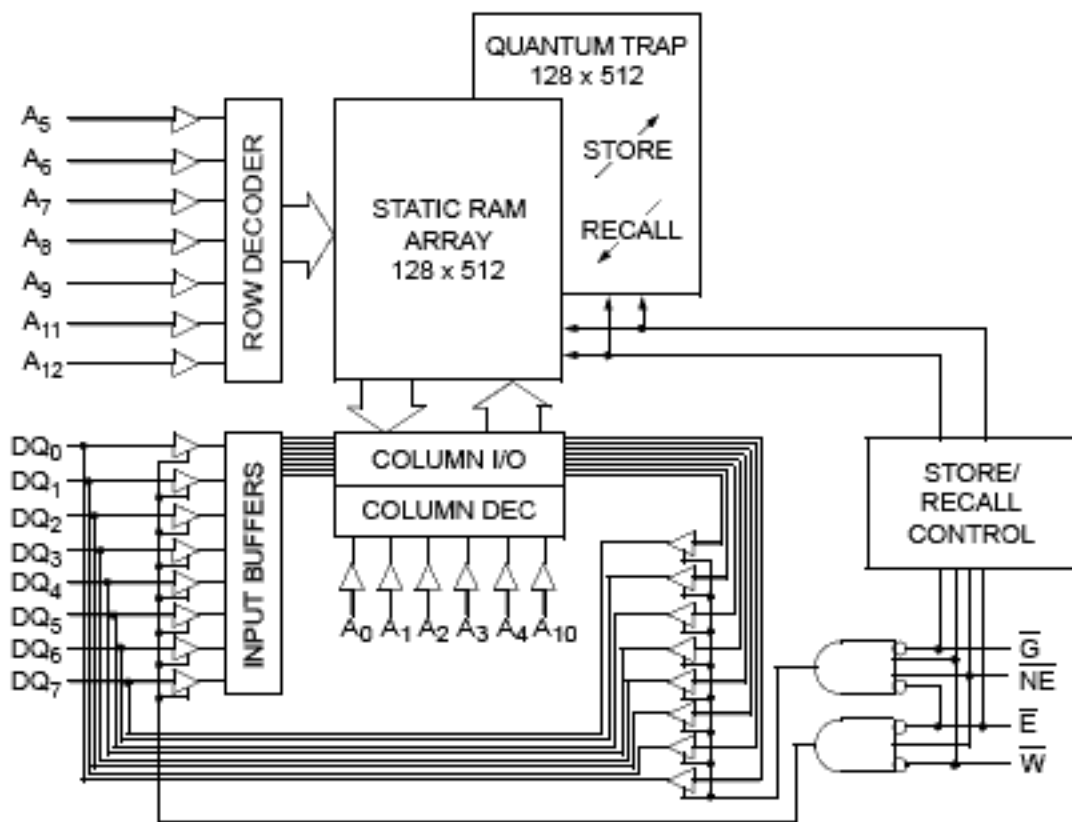 QUANTUM TRAP
128 x 512
STORE
RECALL
A5
A6
A7
A8
A9
A11
A12
ROW DECODER
STATIC RAM
ARRAY
128 x 512
DQ0
DQ1
DQ2
DQ3
DQ4
DQ5
DQ6
DQ7
INPUT BUFFERS
COLUMN I/O
COLUMN DEC
A0
A1
A2
A3
A4
A10
STORE/
RECALL
CONTROL
G̅
N̅E̅
E̅
W̅